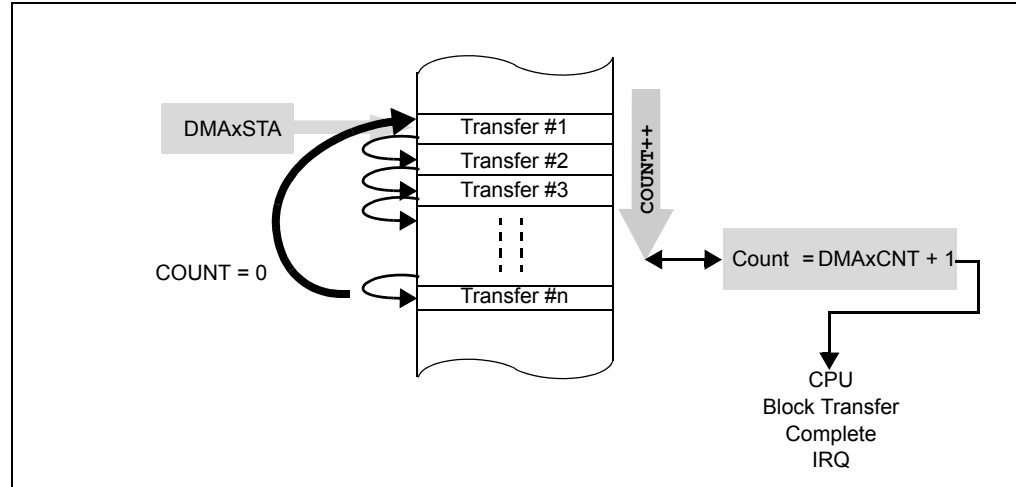 DMAxSTA
Transfer #1
Transfer #2
Transfer #3
Transfer #n
COUNT++
COUNT = 0
Count = DMAxCNT + 1
CPU
Block Transfer
Complete
IRQ